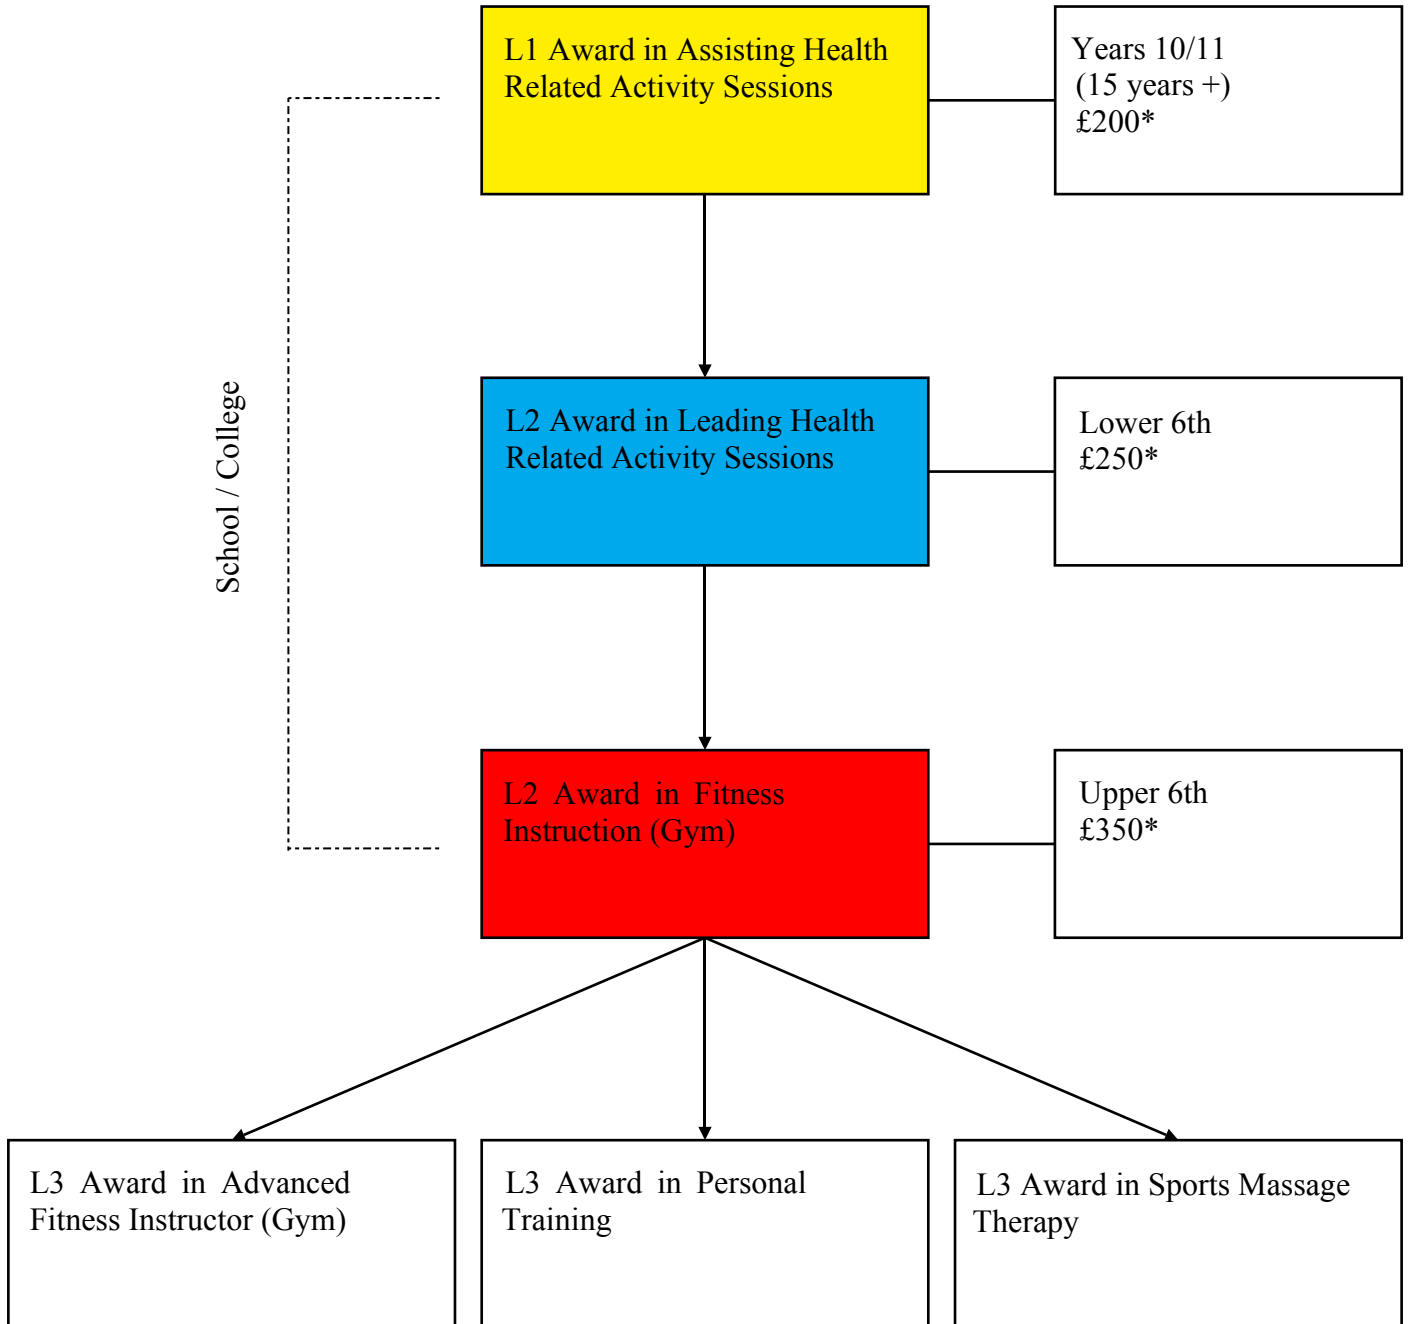 L1 Award in Assisting Health
Related Activity Sessions
Years 10/11
(15 years +)
£200*
School / College
L2 Award in Leading Health
Related Activity Sessions
Lower 6th
£250*
L2 Award in Fitness
Instruction (Gym)
Upper 6th
£350*
L3 Award in Advanced
Fitness Instructor (Gym)
L3 Award in Personal
Training
L3 Award in Sports Massage
Therapy